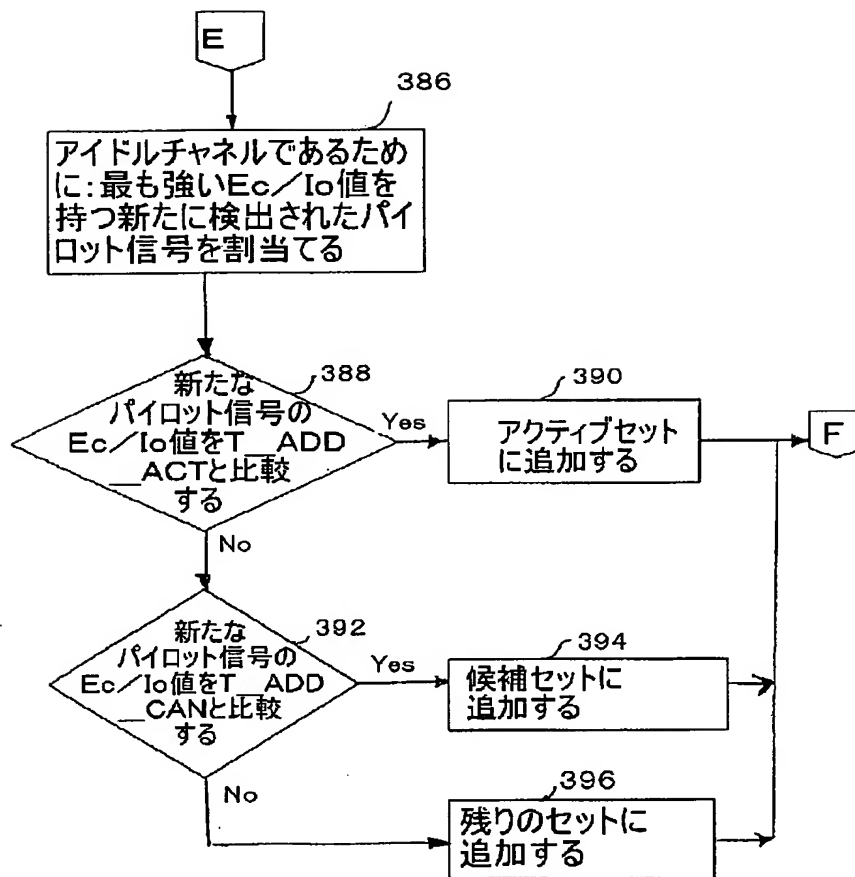 E
386
アイドルチャネルであるため
に:最も強いEc/Io値を
持つ新たに検出されたパイ
ロット信号を割当てる
388
新たな
パイロット信号の
Ec/Io値をT__ADD
__ACTと比較
する
Yes
390
アクティブセット
に追加する
F
No
392
新たな
パイロット信号の
Ec/Io値をT__ADD
__CANと比較
する
Yes
394
候補セットに
追加する
No
396
残りのセットに
追加する